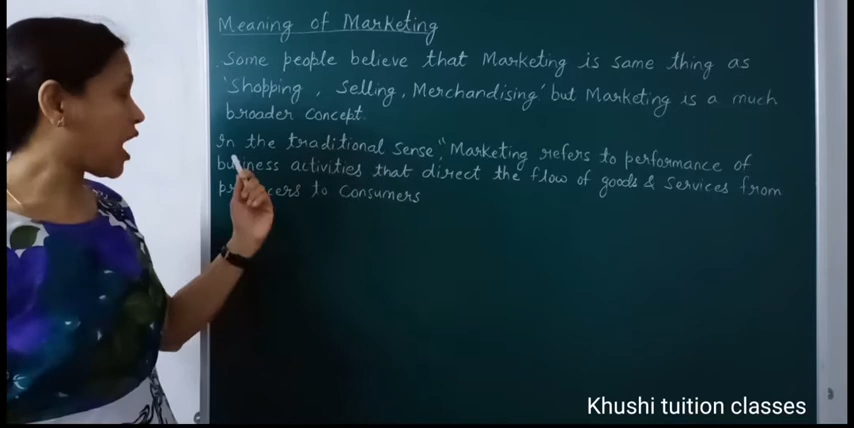 Meaning of Marketing
Some people believe that Marketing is same thing as
'Shopping, Selling, Merchandising' but Marketing is a much
broader concept.
In the traditional sense, "Marketing refers to performance of
business activities that direct the flow of goods & services from
to consumers
Khushi tuition classes